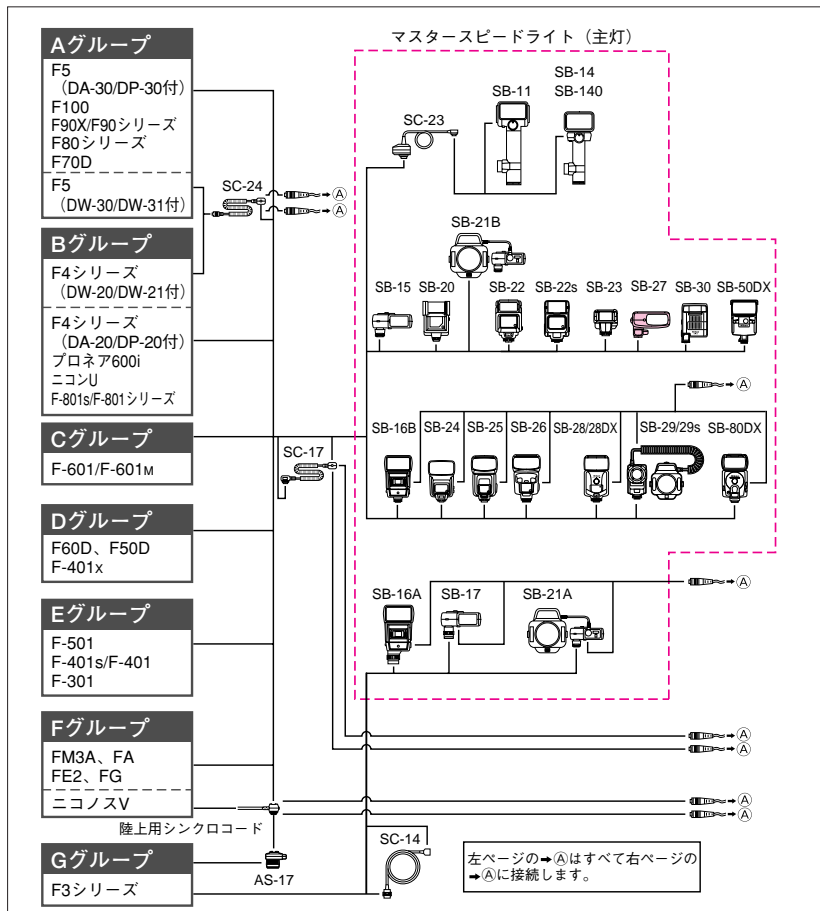 Aグループ
F5
（DA-30/DP-30付）
F100
F90X/F90シリーズ
F80シリーズ
F70D
F5
（DW-30/DW-31付）
Bグループ
F4シリーズ
（DW-20/DW-21付）
F4シリーズ
（DA-20/DP-20付）
プロネア600i
ニコンU
F-801s/F-801シリーズ
Cグループ
F-601/F-601M
Dグループ
F60D、F50D
F-401x
Eグループ
F-501
F-401s/F-401
F-301
Fグループ
FM3A、FA
FE2、FG
ニコノスV
陸上用シンクロコード
Gグループ
F3シリーズ
AS-17
SC-24
➡Ⓐ
➡Ⓐ
SC-17
マスタースピードライト（主灯）
SC-23
SB-11
SB-14
SB-140
SB-21B
SB-15 SB-20 SB-22 SB-22s SB-23 SB-27 SB-30 SB-50DX
➡Ⓐ
SB-16B SB-24 SB-25 SB-26 SB-28/28DX SB-29/29s SB-80DX
➡Ⓐ
SB-16A SB-17 SB-21A
➡Ⓐ
➡Ⓐ
➡Ⓐ
➡Ⓐ
SC-14
左ページの➡Ⓐはすべて右ページの
➡Ⓐに接続します。